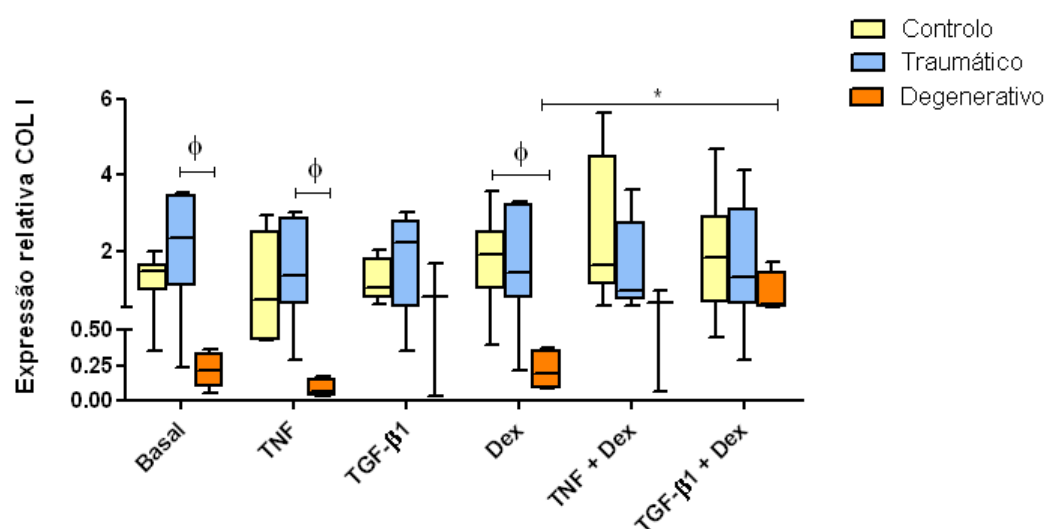 Controlo
Traumático
Degenerativo
Expressão relativa COL I
6
4
2
0.50
0.25
0.00
ϕ
ϕ
ϕ
*
Basal
TNF
TGF-β1
Dex
TNF + Dex
TGF-β1 + Dex